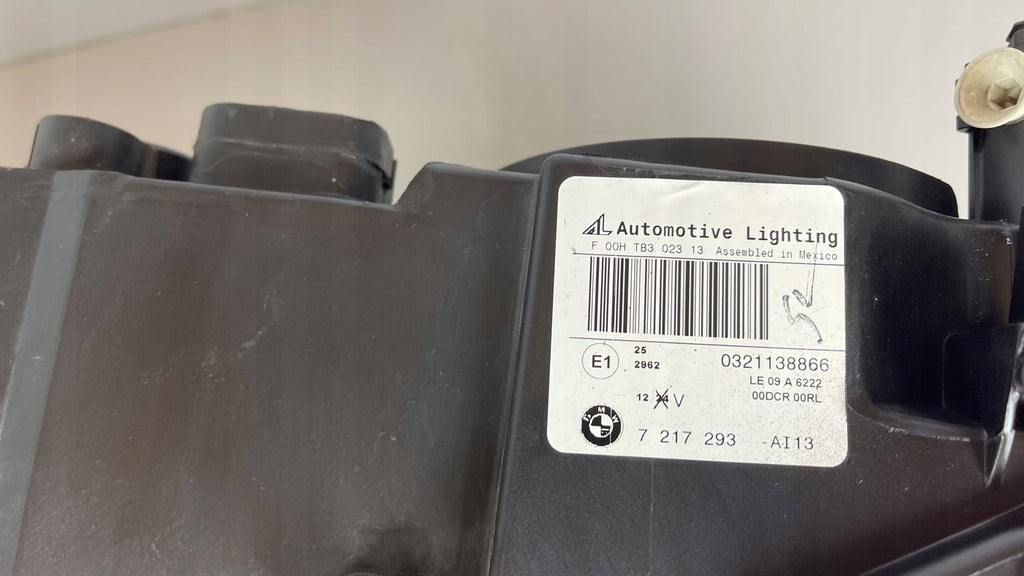 AL Automotive Lighting
F 00H TB3 023 13 Assembled in Mexico
E1
25
2962
0321138866
LE 09 A 6222
00DCR 00RL
12 24 V
BMW
7 217 293 -AI13